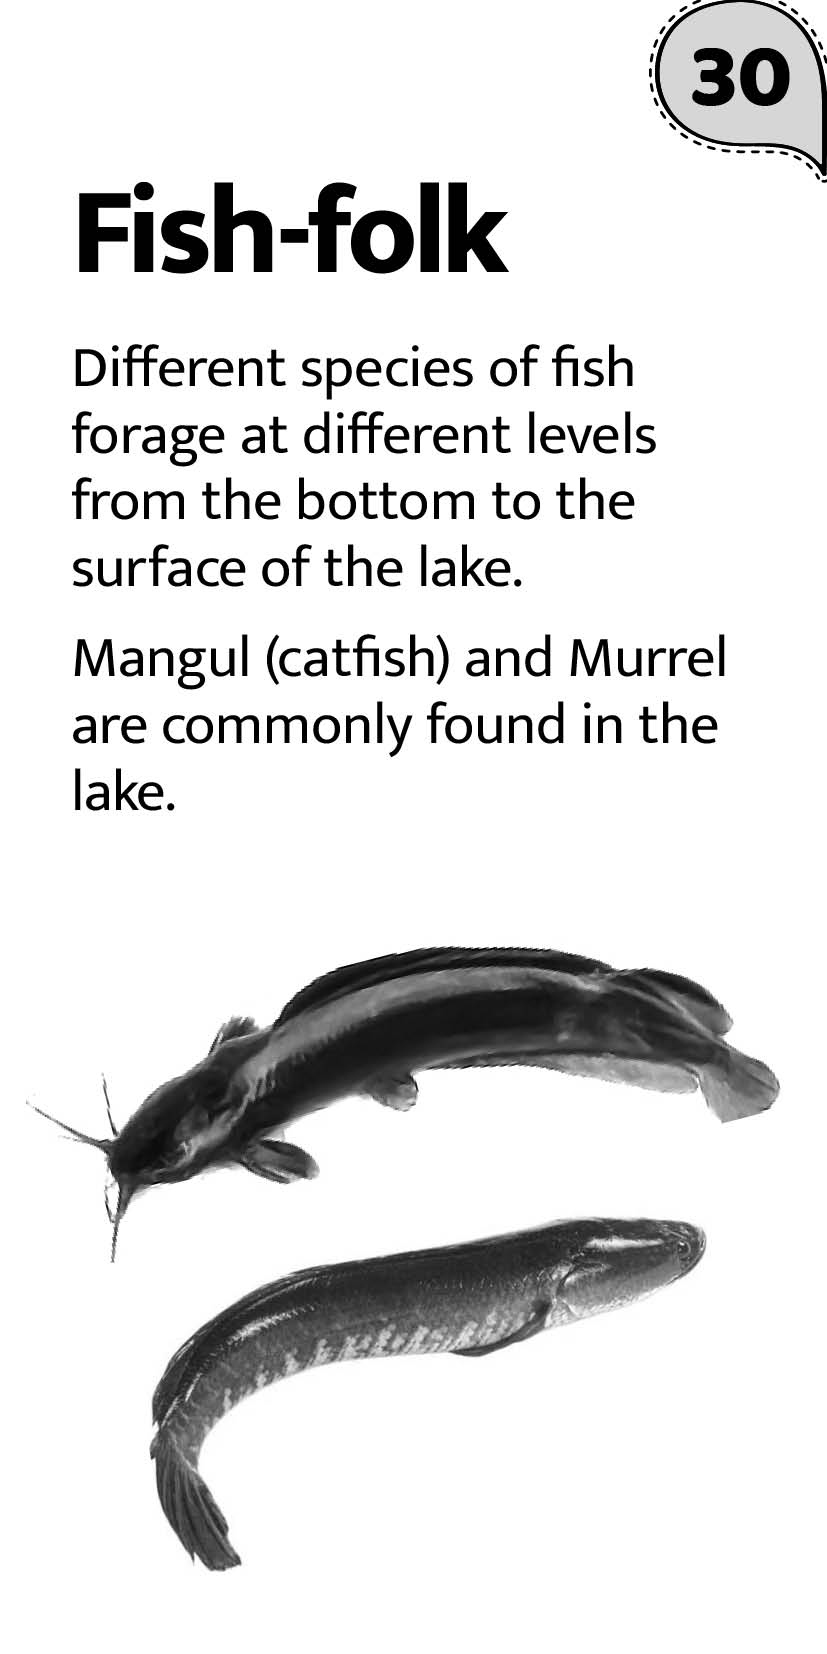 30
Fish-folk
Different species of fish
forage at different levels
from the bottom to the
surface of the lake.
Mangul (catfish) and Murrel
are commonly found in the
lake.